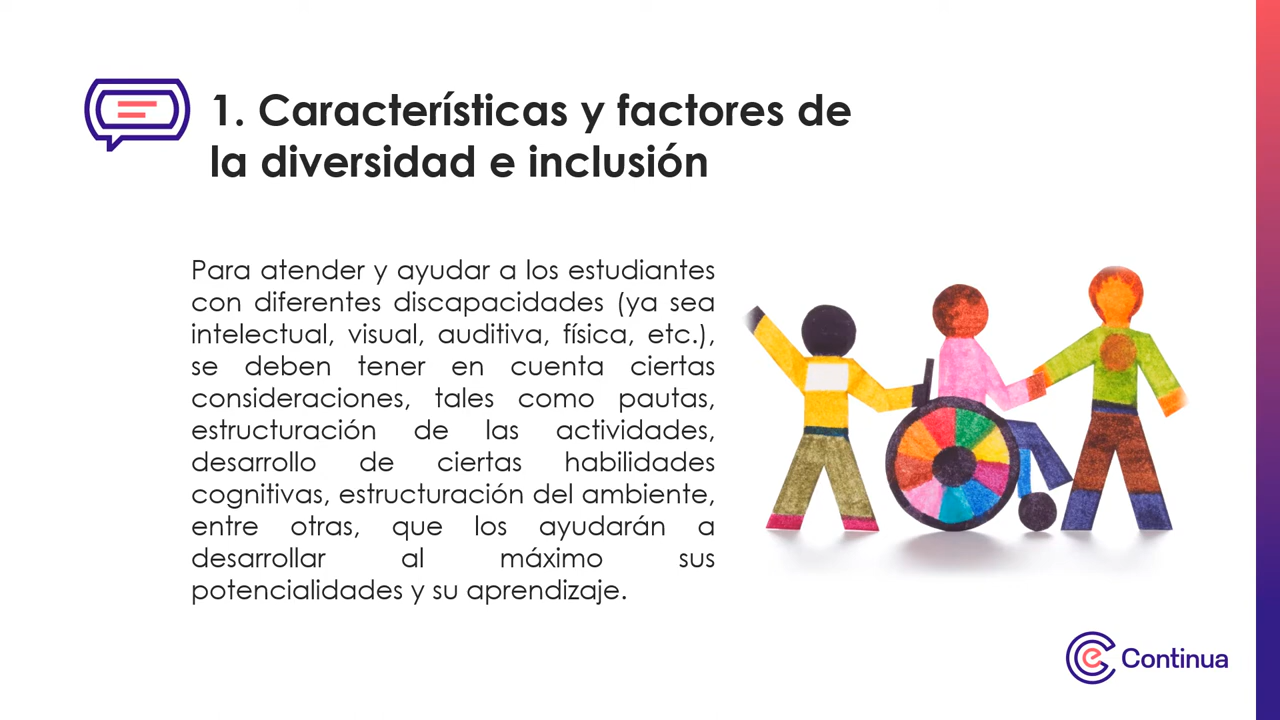 1. Características y factores de
la diversidad e inclusión
Para atender y ayudar a los estudiantes
con diferentes discapacidades (ya sea
intelectual, visual, auditiva, física, etc.),
se deben tener en cuenta ciertas
consideraciones, tales como pautas,
estructuración de las actividades,
desarrollo de ciertas habilidades
cognitivas, estructuración del ambiente,
entre otras, que los ayudarán a
desarrollar al máximo sus
potencialidades y su aprendizaje.
e Continua